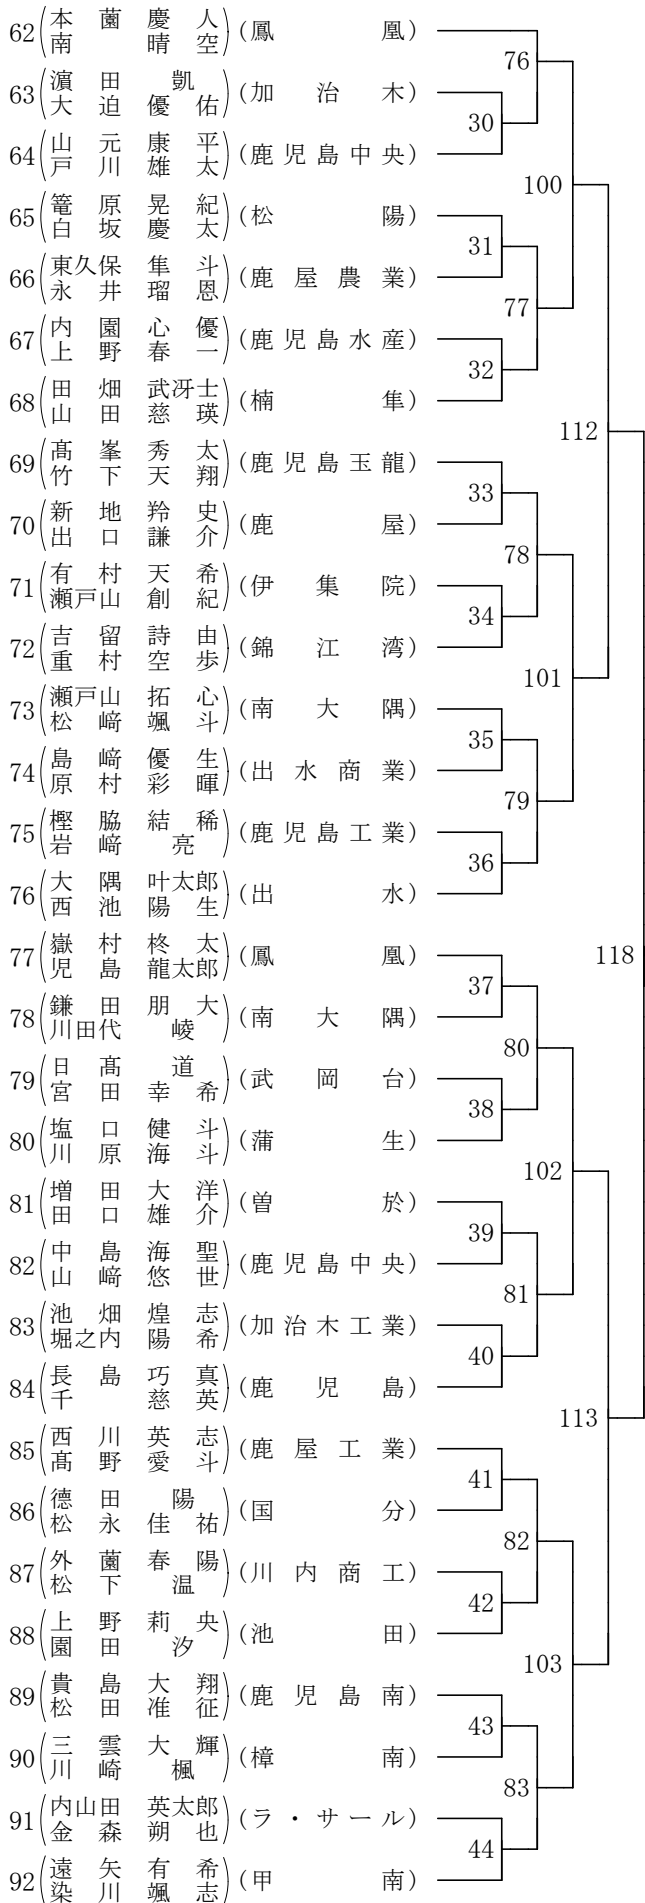 62 (本薗慶人 南晴空) (鳳凰)
63 (濵田凱 大迫優佑) (加治木)
64 (山元康平 戸川雄太) (鹿児島中央)
65 (篭原晃紀 白坂慶太) (松陽)
66 (東久保隼斗 永井瑠恩) (鹿屋農業)
67 (内園心優 上野春一) (鹿児島水産)
68 (田畑武冴士 山田慈瑛) (楠隼)
69 (髙峯秀太 竹下天翔) (鹿児島玉龍)
70 (新地羚史 出口謙介) (鹿屋)
71 (有村天希 瀬戸山創紀) (伊集院)
72 (吉留詩由 重村空歩) (錦江湾)
73 (瀬戸山拓心 松﨑颯斗) (南大隅)
74 (島﨑優生 原村彩暉) (出水商業)
75 (樫脇結稀 岩﨑亮) (鹿児島工業)
76 (大隅叶太郎 西池陽生) (出水)
77 (嶽村柊太 児島龍太郎) (鳳凰)
78 (鎌田朋大 川田代崚) (南大隅)
79 (日髙道 宮田幸希) (武岡台)
80 (塩口健斗 川原海斗) (蒲生)
81 (増田大洋 田口雄介) (曽於)
82 (中島海聖 山﨑悠世) (鹿児島中央)
83 (池畑煌志 堀之内陽希) (加治木工業)
84 (長島巧真 千慈英) (鹿児島)
85 (西川英志 髙野愛斗) (鹿屋工業)
86 (德田陽 松永佳祐) (国分)
87 (外薗春陽 松下温) (川内商工)
88 (上野莉央 園田汐) (池田)
89 (貴島大翔 松田准征) (鹿児島南)
90 (三雲大輝 川崎楓) (樟南)
91 (内山田英太郎 金森朔也) (ラ・サール)
92 (遠矢有希 染川颯志) (甲南)
30
31
32
33
34
35
36
37
38
39
40
41
42
43
44
76
77
78
79
80
81
82
83
100
101
102
103
112
113
118